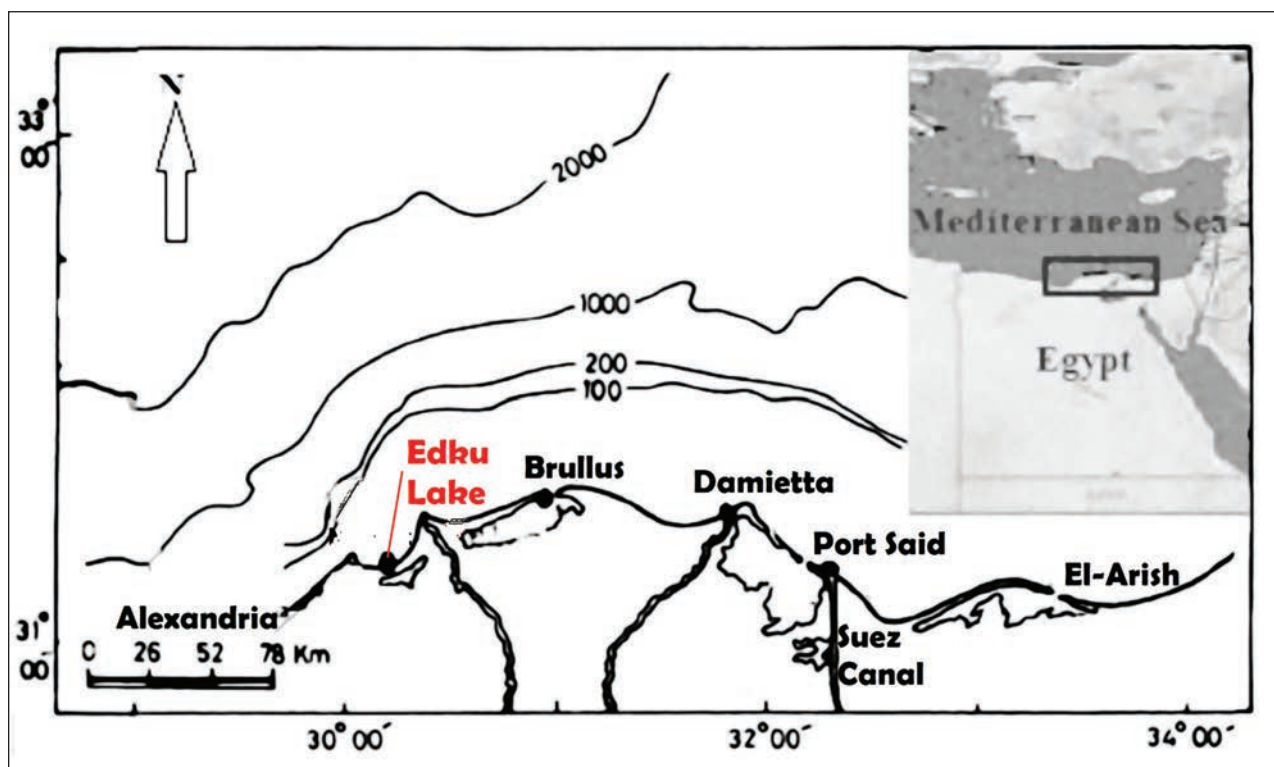 N
33°
00'
2000
1000
200
100
Edku
Lake
Brullus
Damietta
Port Said
El-Arish
Alexandria
Suez
Canal
31°
00'
0 26 52 78 Km
30°00'
32°00'
34°00'
Mediterranean Sea
Egypt